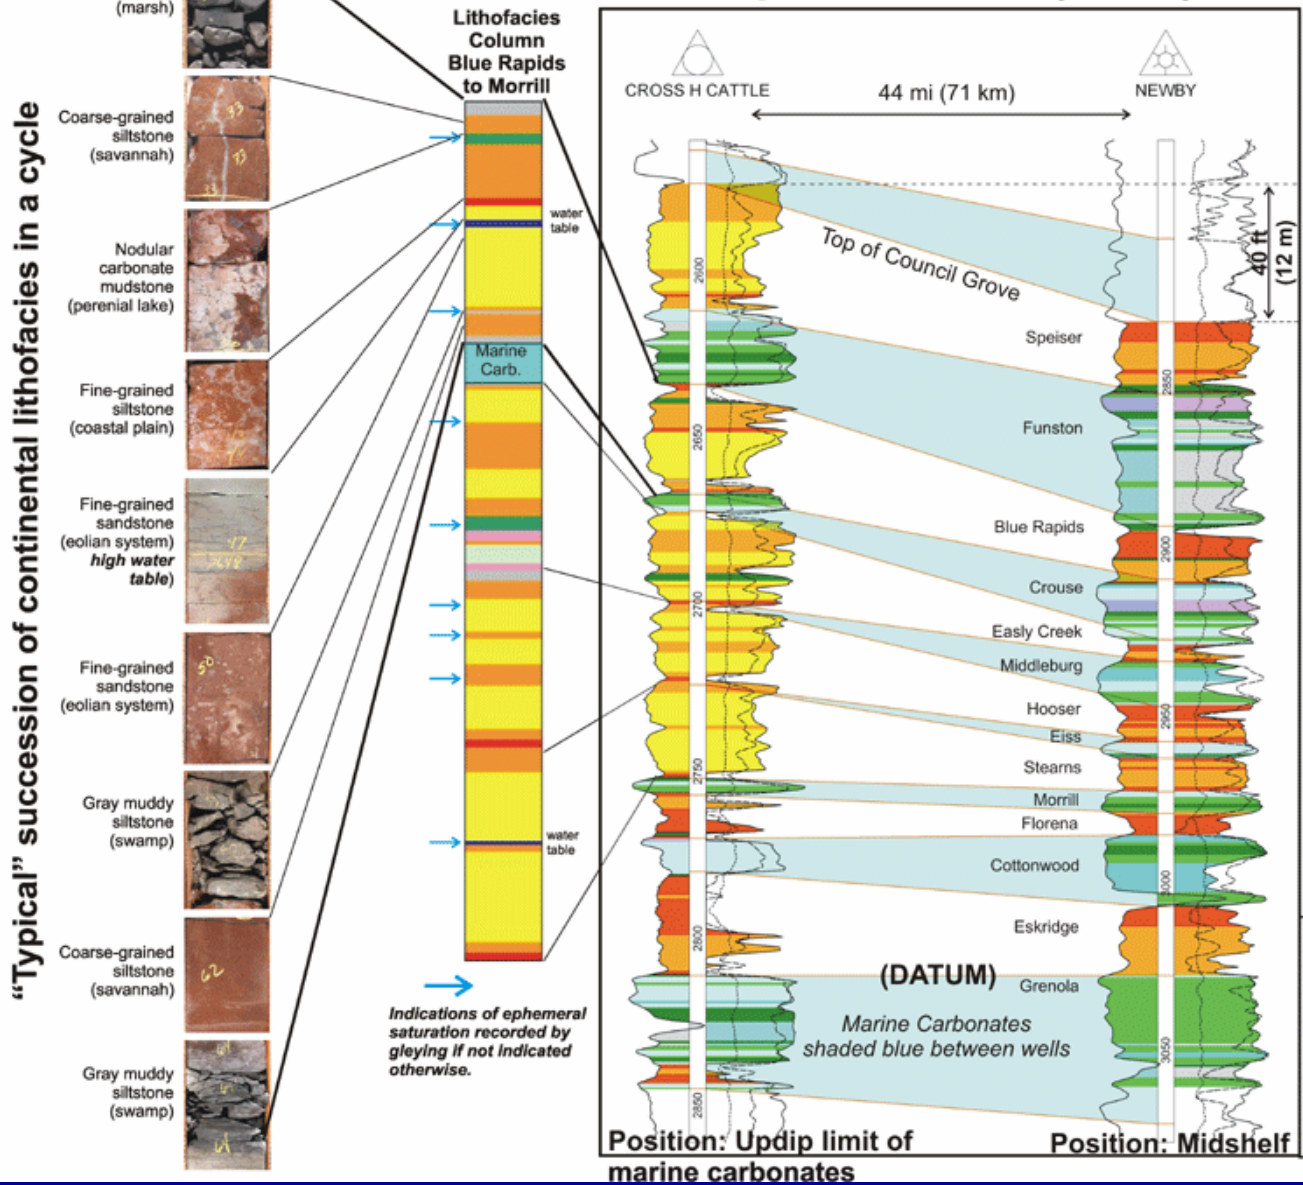 (marsh)
"Typical" succession of continental lithofacies in a cycle
Coarse-grained
siltstone
(savannah)
Nodular
carbonate
mudstone
(perenial lake)
Fine-grained
siltstone
(coastal plain)
Fine-grained
sandstone
(eolian system)
high water
table)
Fine-grained
sandstone
(eolian system)
Gray muddy
siltstone
(swamp)
Coarse-grained
siltstone
(savannah)
Gray muddy
siltstone
(swamp)
33
33
50
62
Lithofacies
Column
Blue Rapids
to Morrill
water
table
Marine
Carb.
water
table
Indications of ephemeral
saturation recorded by
gleying if not indicated
otherwise.
CROSS H CATTLE
44 mi (71 km)
NEWBY
40 ft
(12 m)
Top of Council Grove
Speiser
Funston
Blue Rapids
Crouse
Easly Creek
Middleburg
Hooser
Eiss
Stearns
Morrill
Florena
Cottonwood
Eskridge
(DATUM)
Grenola
Marine Carbonates
shaded blue between wells
2600
2650
2700
2750
2800
2850
2850
2900
2950
3000
3050
Position: Updip limit of
marine carbonates
Position: Midshelf